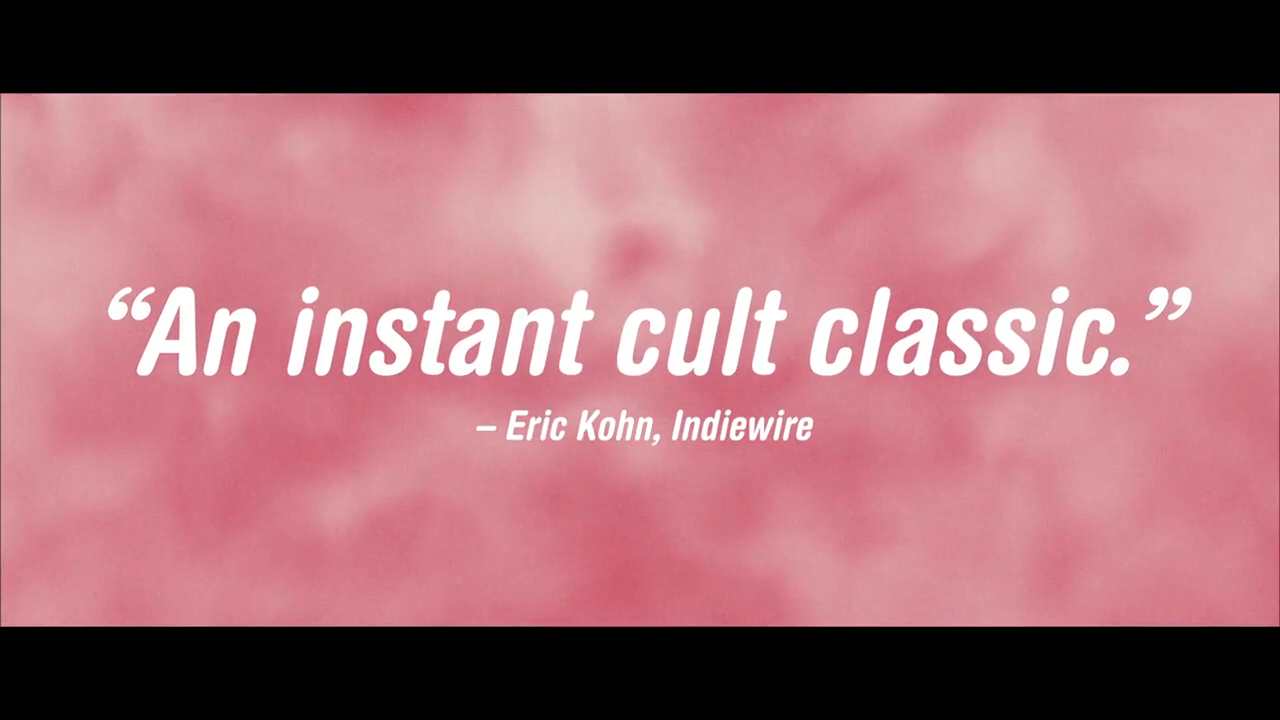 “An instant cult classic.”
– Eric Kohn, Indiewire